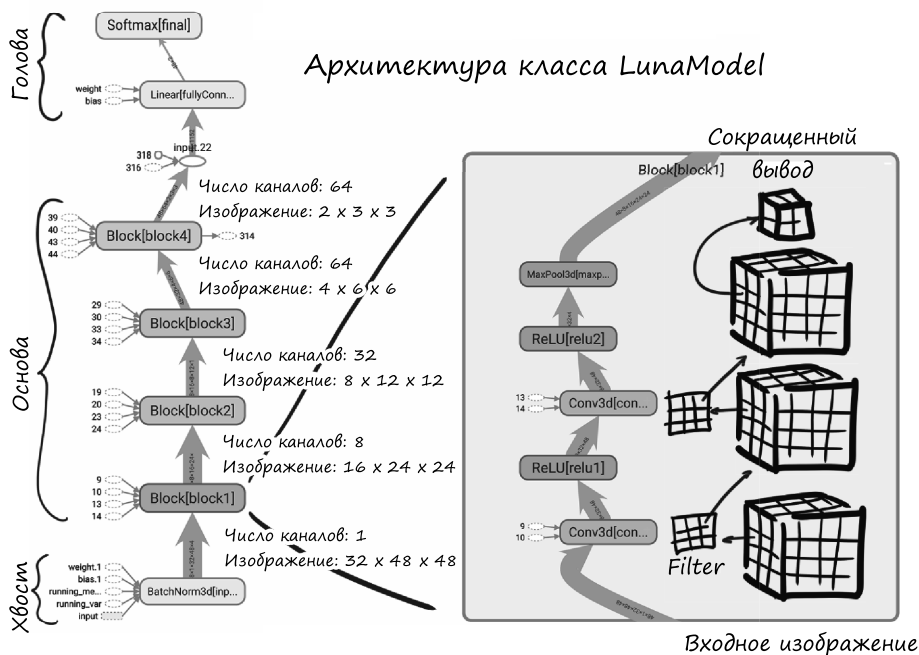 Архитектура класса LunaModel
Голова
Softmax[final]
weight
bias
Linear[fullyConn...
input.22
318
316
Число каналов: 64
Изображение: 2 x 3 x 3
Основа
39
40
43
44
Block[block4]
314
Число каналов: 64
Изображение: 4 x 6 x 6
29
30
33
34
Block[block3]
Число каналов: 32
Изображение: 8 x 12 x 12
19
20
23
24
Block[block2]
Число каналов: 8
Изображение: 16 x 24 x 24
9
10
13
14
Block[block1]
Число каналов: 1
Изображение: 32 x 48 x 48
Хвост
weight.1
bias.1
running_me...
running_var
input
BatchNorm3d[inp...
Сокращенный
вывод
Block[block1]
MaxPool3d[maxp...
ReLU[relu2]
13
14
Conv3d[con...
ReLU[relu1]
9
10
Conv3d[con...
Filter
Входное изображение